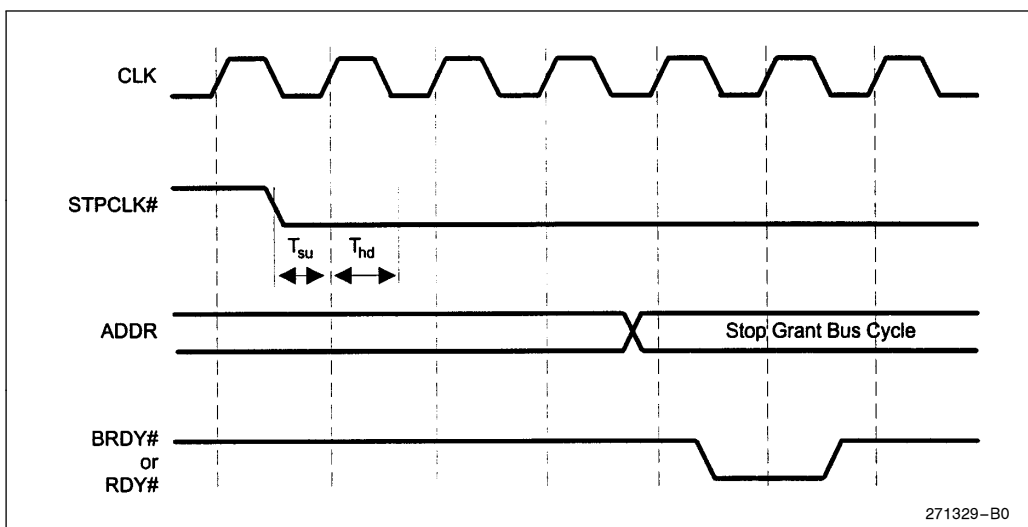 CLK
STPCLK#
Tsu Thd
ADDR Stop Grant Bus Cycle
BRDY#
or
RDY#
271329–B0